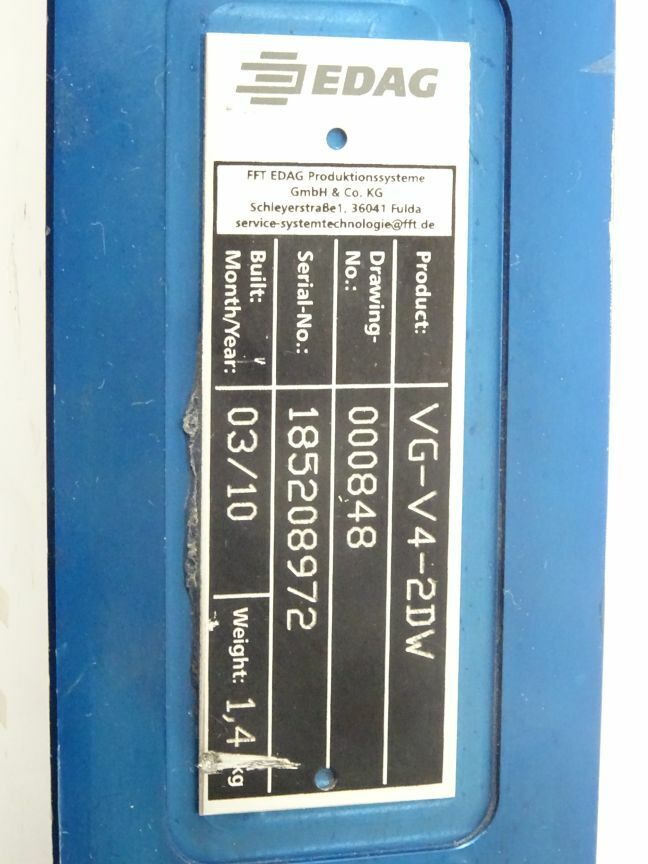 EDAG
FFT EDAG Produktionssysteme
GmbH & Co. KG
Schleyerstraße1, 36041 Fulda
service-systemtechnologie@fft de
Product: VG-V4-2DW
Drawing-
No.: 000848
Serial-No.: 185208972
Built:
Month/Year: 03/10 Weight: 1,4 kg